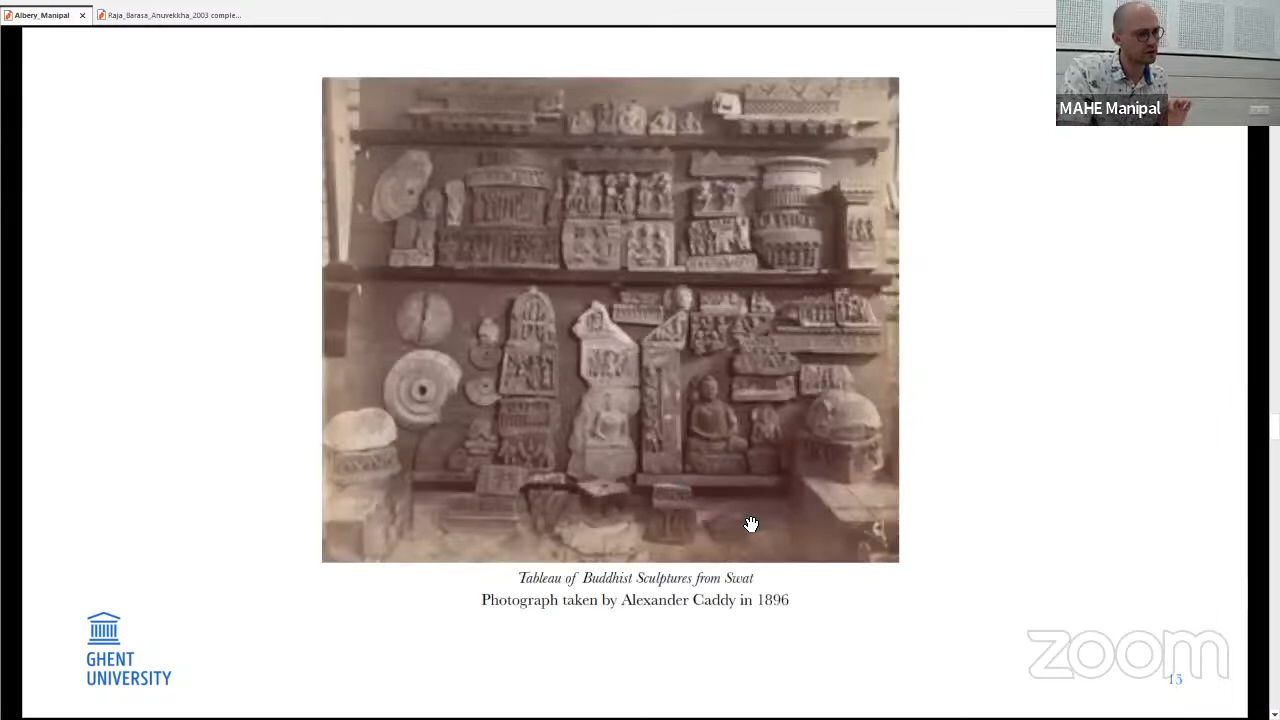 Albery_Manipal
Raja_Barasa_Anuvekkha_2003 comple...
MAHE Manipal
Tableau of Buddhist Sculptures from Swat
Photograph taken by Alexander Caddy in 1896
GHENT
UNIVERSITY
zoom
15